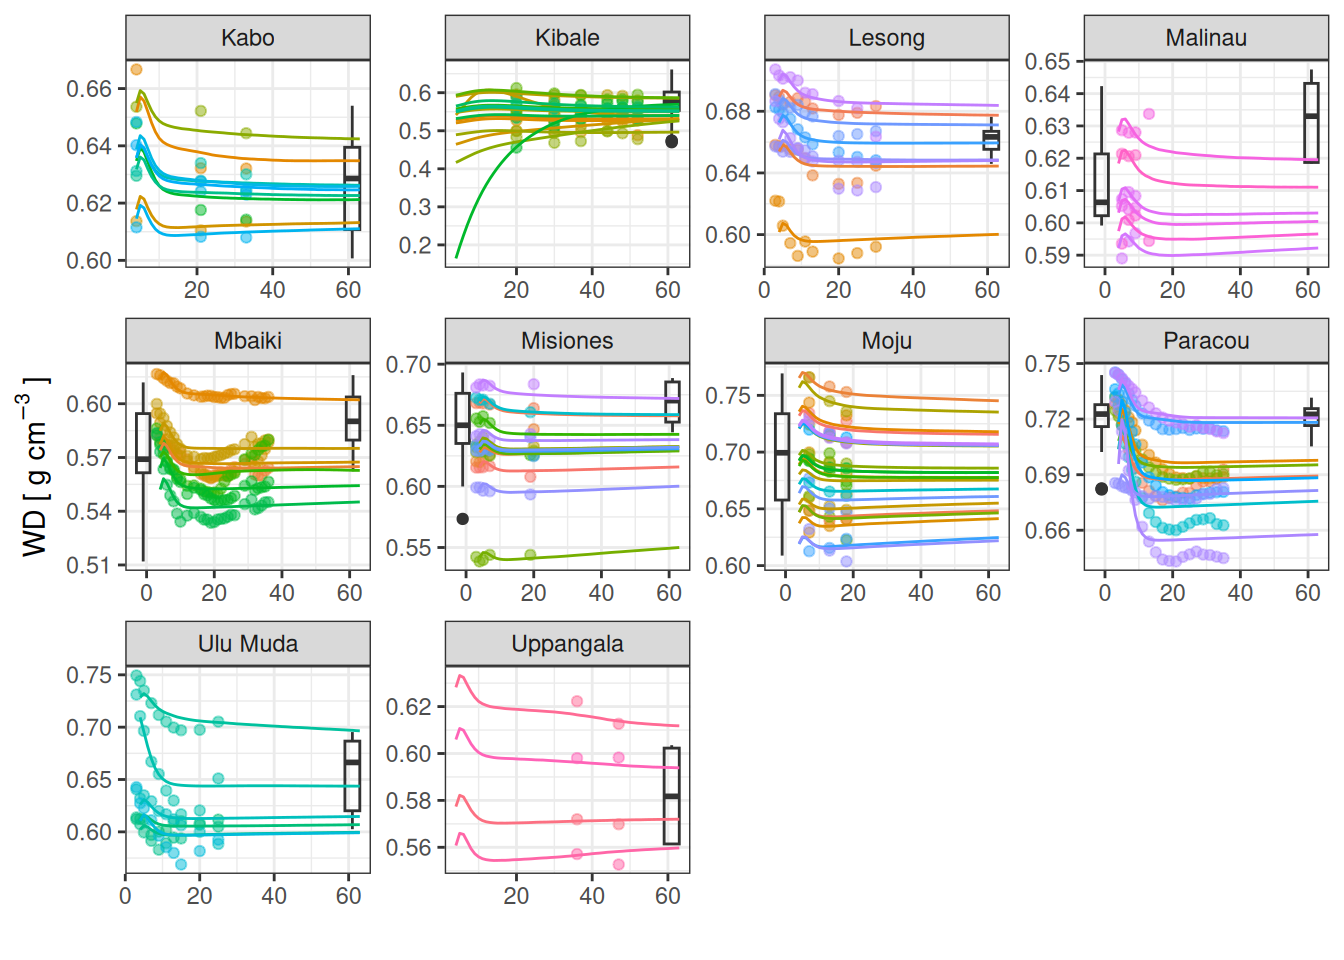 Kabo Kibale Lesong Malinau
0.66 0.64 0.62 0.60
0.6 0.5 0.4 0.3 0.2
0.68 0.64 0.60
0.65 0.63 0.62 0.61 0.60 0.59
20 40 60
20 40 60
0 20 40 60
0 20 40 60
WD [ g cm−3 ]
Mbaiki Misiones Moju Paracou
0.60 0.57 0.54 0.51
0.70 0.65 0.60 0.55
0.75 0.70 0.65 0.60
0.75 0.72 0.69 0.66
0 20 40 60
0 20 40 60
0 20 40 60
0 20 40 60
Ulu Muda Uppangala
0.75 0.70 0.65 0.60
0.62 0.60 0.58 0.56
0 20 40 60
20 40 60